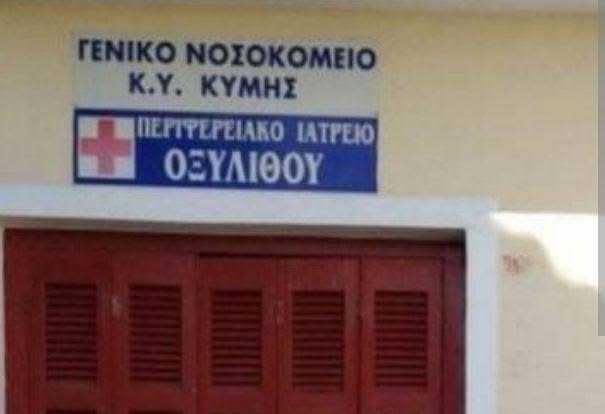 ΓΕΝΙΚΟ ΝΟΣΟΚΟΜΕΙΟ
Κ.Υ. ΚΥΜΗΣ
ΠΕΡΙΦΕΡΕΙΑΚΟ ΙΑΤΡΕΙΟ
ΟΞΥΛΙΘΟΥ